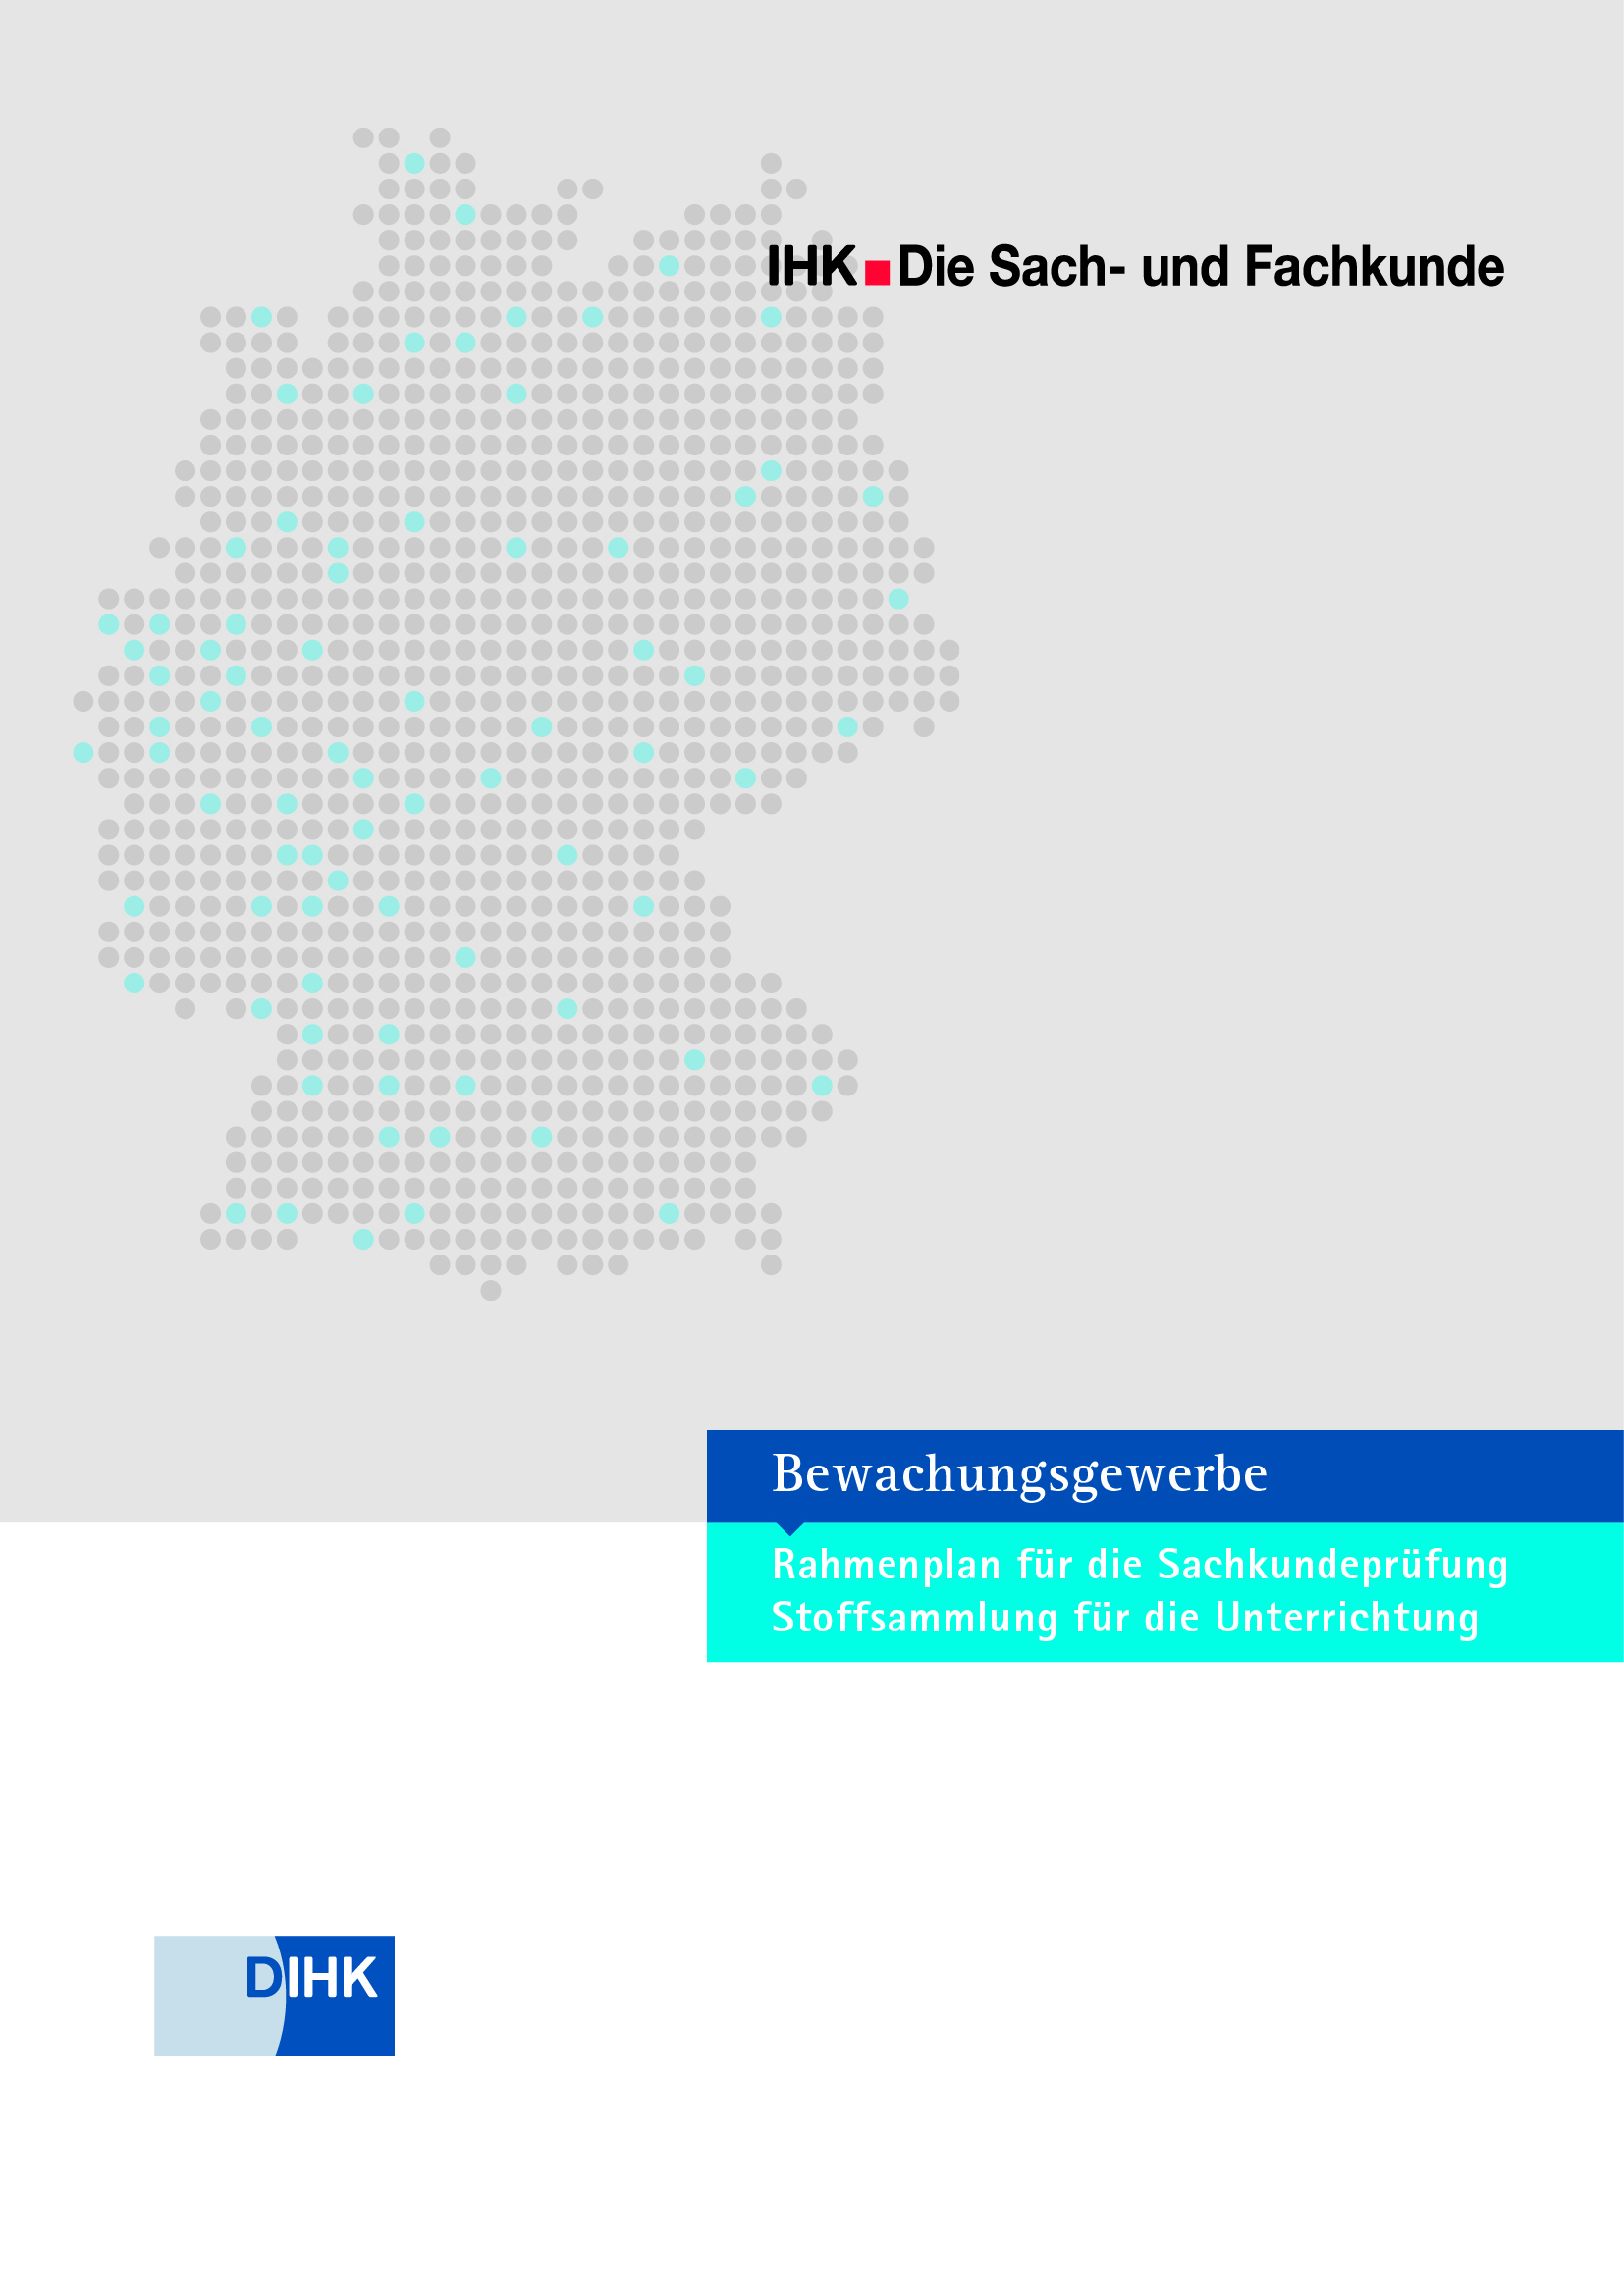 IHK Die Sach- und Fachkunde
Bewachungsgewerbe
Rahmenplan für die Sachkundeprüfung
Stoffsammlung für die Unterrichtung
DIHK